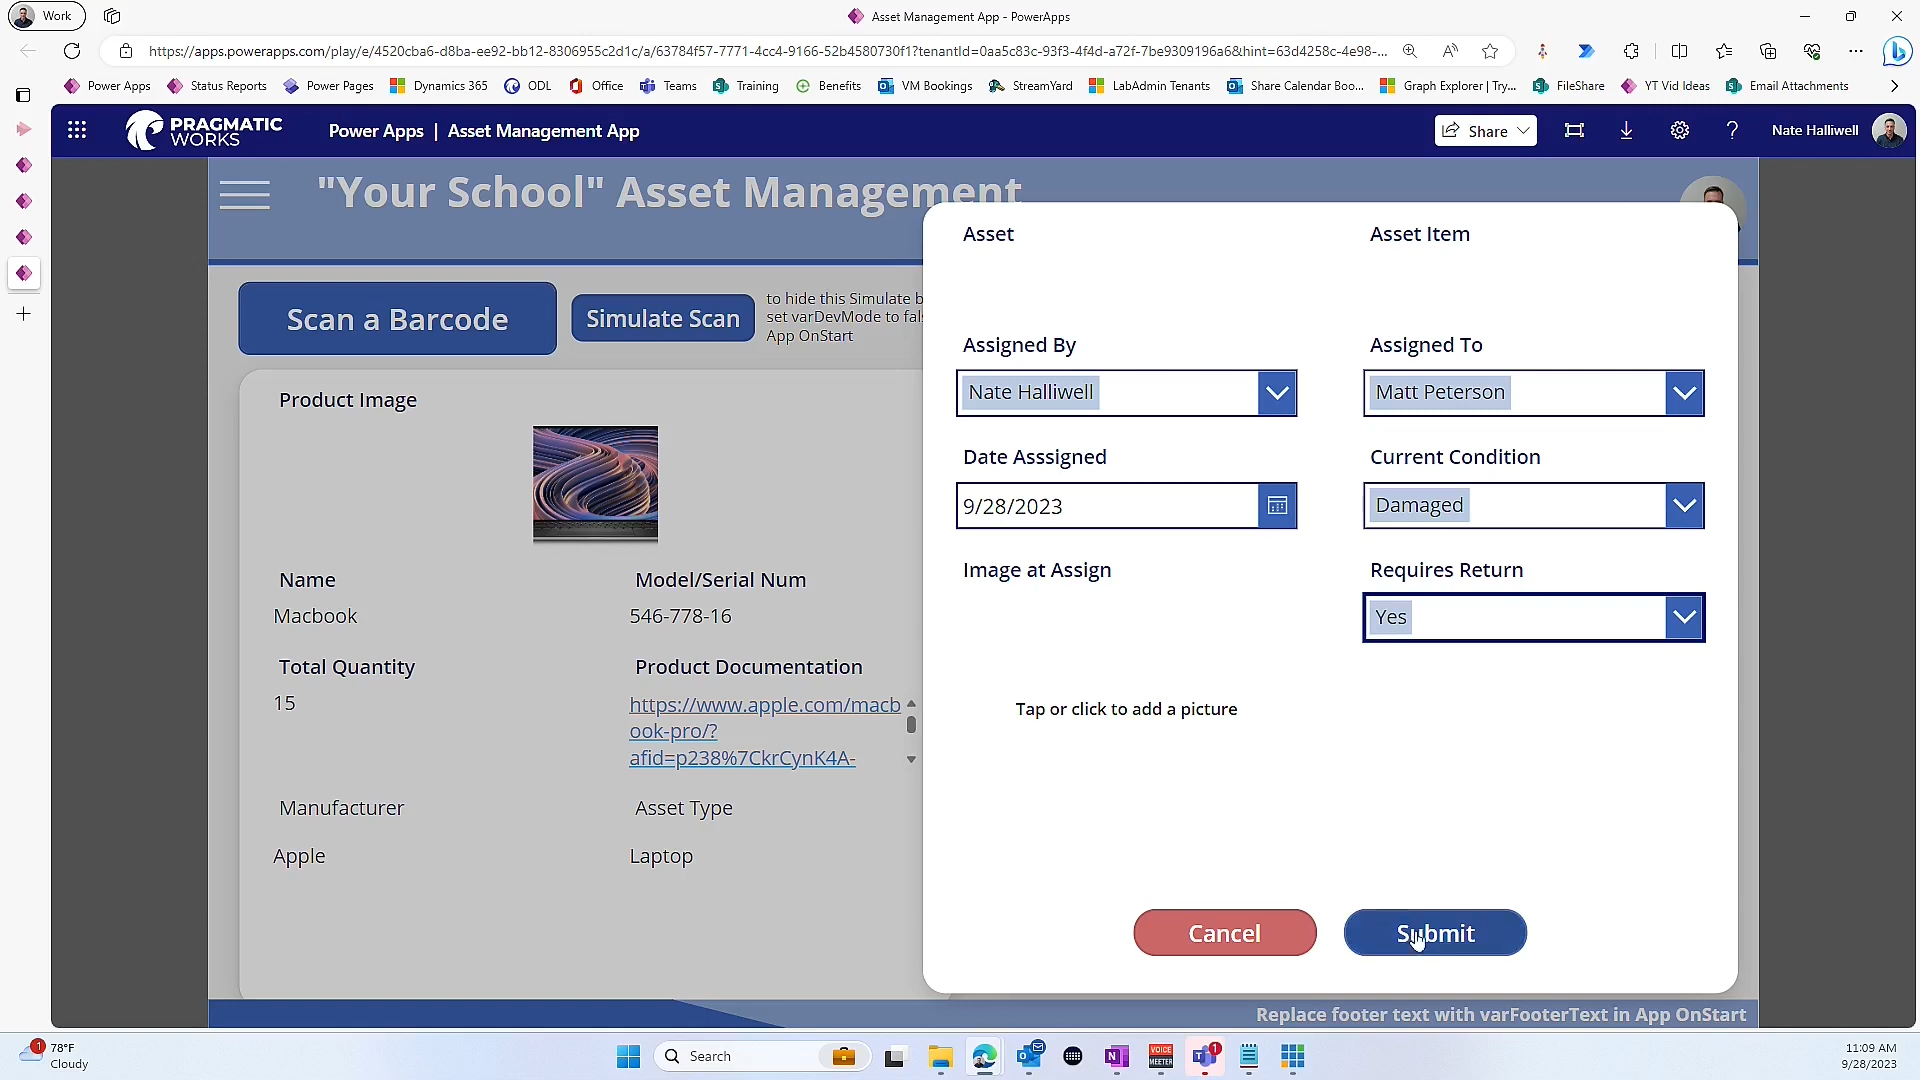 Work
Asset Management App - PowerApps
https://apps.powerapps.com/play/e/4520cba6-d8ba-ee92-bb12-8306955c2d1c/a/63784f57-7771-4cc4-9166-52b4580730f1?tenantId=0aa5c83c-93f3-4f4d-a72f-7be9309196a6&hint=63d4258c-4e98-...
Power Apps
Status Reports
Power Pages
Dynamics 365
ODL
Office
Teams
Training
Benefits
VM Bookings
StreamYard
LabAdmin Tenants
Share Calendar Boo...
Graph Explorer | Try...
FileShare
YT Vid Ideas
Email Attachments
PRAGMATIC
WORKS
Power Apps | Asset Management App
Share
?
Nate Halliwell
"Your School" Asset Management
Scan a Barcode
Simulate Scan
to hide this Simulate b
set varDevMode to fal
App OnStart
Product Image
Name
Macbook
Model/Serial Num
546-778-16
Total Quantity
15
Product Documentation
https://www.apple.com/macb
ook-pro/?
afid=p238%7CkrCynK4A-
Manufacturer
Apple
Asset Type
Laptop
Asset
Asset Item
Assigned By
Nate Halliwell
Assigned To
Matt Peterson
Date Asssigned
9/28/2023
Current Condition
Damaged
Image at Assign
Requires Return
Yes
Tap or click to add a picture
Cancel
Submit
Replace footer text with varFooterText in App OnStart
1
78°F
Cloudy
Search
VOICE
MEETER
1
11:09 AM
9/28/2023